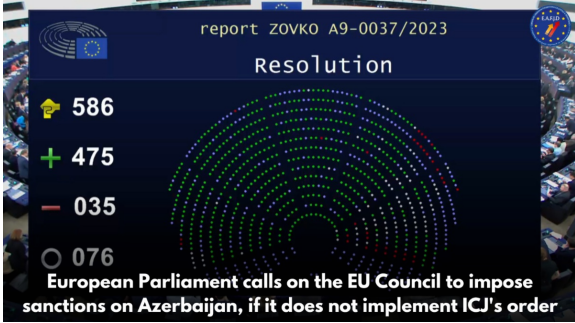 report ZOVKO A9-0037/2023
E.A.F.J.D
Resolution
586
+ 475
- 035
076
European Parliament calls on the EU Council to impose
sanctions on Azerbaijan, if it does not implement ICJ's order